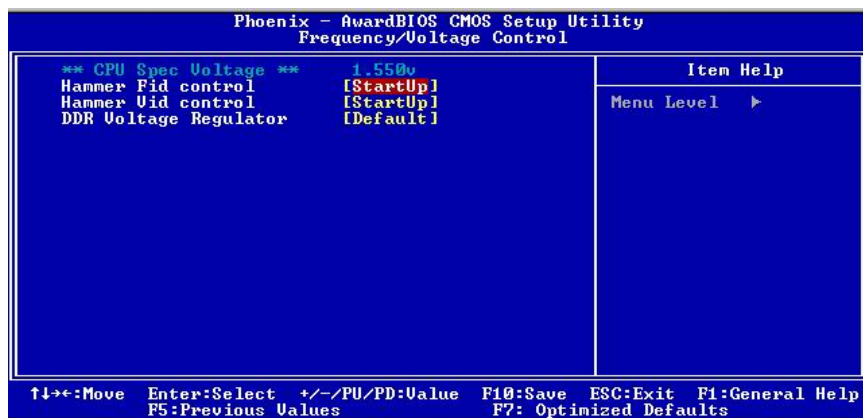 Phoenix - AwardBIOS CMOS Setup Utility
Frequency/Voltage Control
** CPU Spec Voltage ** 1.550v
Hammer Fid control [StartUp]
Hammer Vid control [StartUp]
DDR Voltage Regulator [Default]
Item Help
Menu Level ►
↑↓→←:Move Enter:Select +/-/PU/PD:Value F10:Save ESC:Exit F1:General Help
F5:Previous Values F7: Optimized Defaults